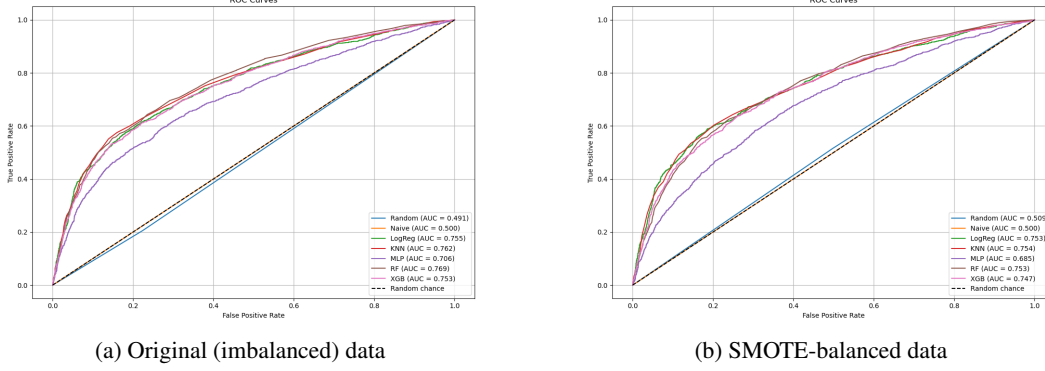 ROC Curves
True Positive Rate
1.0
0.8
0.6
0.4
0.2
0.0
Random (AUC = 0.491)
Naive (AUC = 0.500)
LogReg (AUC = 0.755)
KNN (AUC = 0.762)
MLP (AUC = 0.706)
RF (AUC = 0.769)
XGB (AUC = 0.753)
Random chance
0.0 0.2 0.4 0.6 0.8 1.0
False Positive Rate
(a) Original (imbalanced) data
ROC Curves
True Positive Rate
1.0
0.8
0.6
0.4
0.2
0.0
Random (AUC = 0.509)
Naive (AUC = 0.500)
LogReg (AUC = 0.753)
KNN (AUC = 0.754)
MLP (AUC = 0.685)
RF (AUC = 0.753)
XGB (AUC = 0.747)
Random chance
0.0 0.2 0.4 0.6 0.8 1.0
False Positive Rate
(b) SMOTE-balanced data